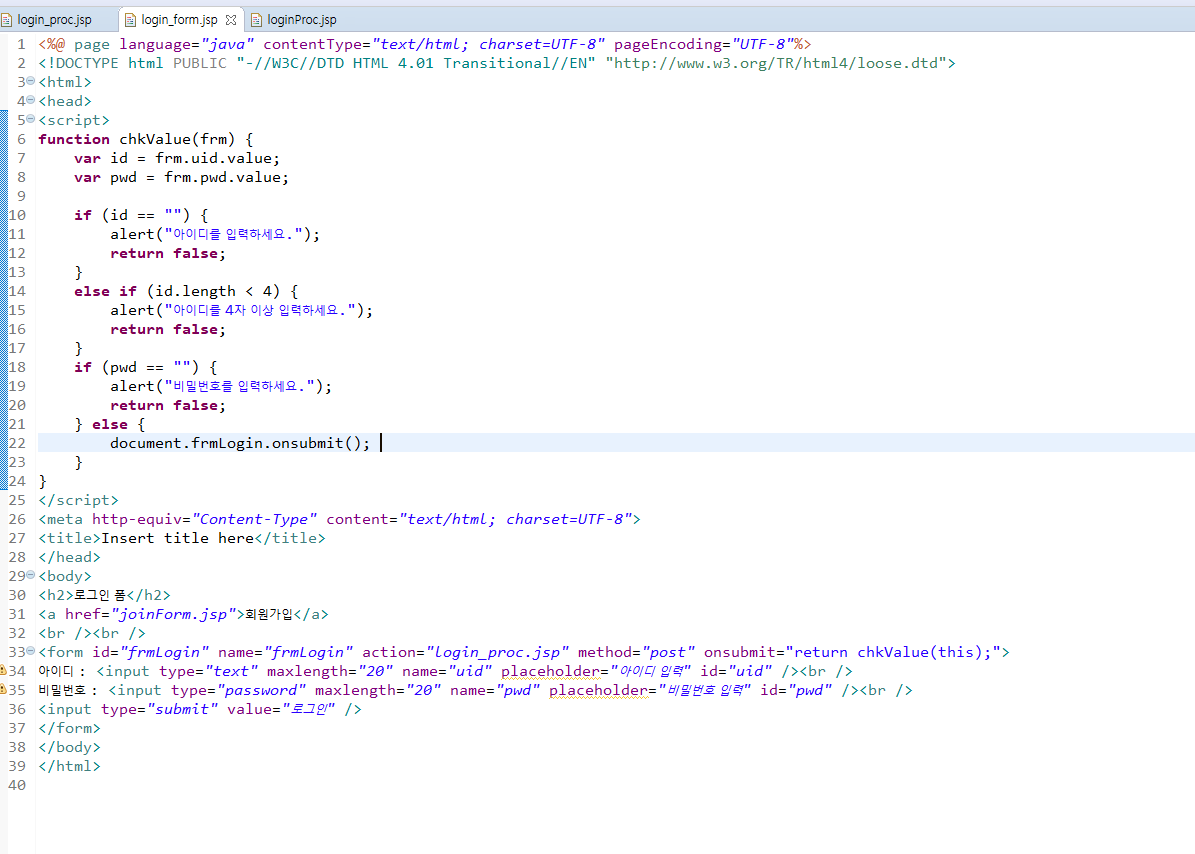 login_proc.jsp login_form.jsp loginProc.jsp
1 <%@ page language="java" contentType="text/html; charset=UTF-8" pageEncoding="UTF-8"%>
2 <!DOCTYPE html PUBLIC "-//W3C//DTD HTML 4.01 Transitional//EN" "http://www.w3.org/TR/html4/loose.dtd">
3 <html>
4 <head>
5 <script>
6 function chkValue(frm) {
7     var id = frm.uid.value;
8     var pwd = frm.pwd.value;
9
10     if (id == "") {
11         alert("아이디를 입력하세요.");
12         return false;
13     }
14     else if (id.length < 4) {
15         alert("아이디를 4자 이상 입력하세요.");
16         return false;
17     }
18     if (pwd == "") {
19         alert("비밀번호를 입력하세요.");
20         return false;
21     } else {
22         document.frmLogin.onsubmit();
23     }
24 }
25 </script>
26 <meta http-equiv="Content-Type" content="text/html; charset=UTF-8">
27 <title>Insert title here</title>
28 </head>
29 <body>
30 <h2>로그인 폼</h2>
31 <a href="joinForm.jsp">회원가입</a>
32 <br /><br />
33 <form id="frmLogin" name="frmLogin" action="login_proc.jsp" method="post" onsubmit="return chkValue(this);">
34 아이디 : <input type="text" maxlength="20" name="uid" placeholder="아이디 입력" id="uid" /><br />
35 비밀번호 : <input type="password" maxlength="20" name="pwd" placeholder="비밀번호 입력" id="pwd" /><br />
36 <input type="submit" value="로그인" />
37 </form>
38 </body>
39 </html>
40